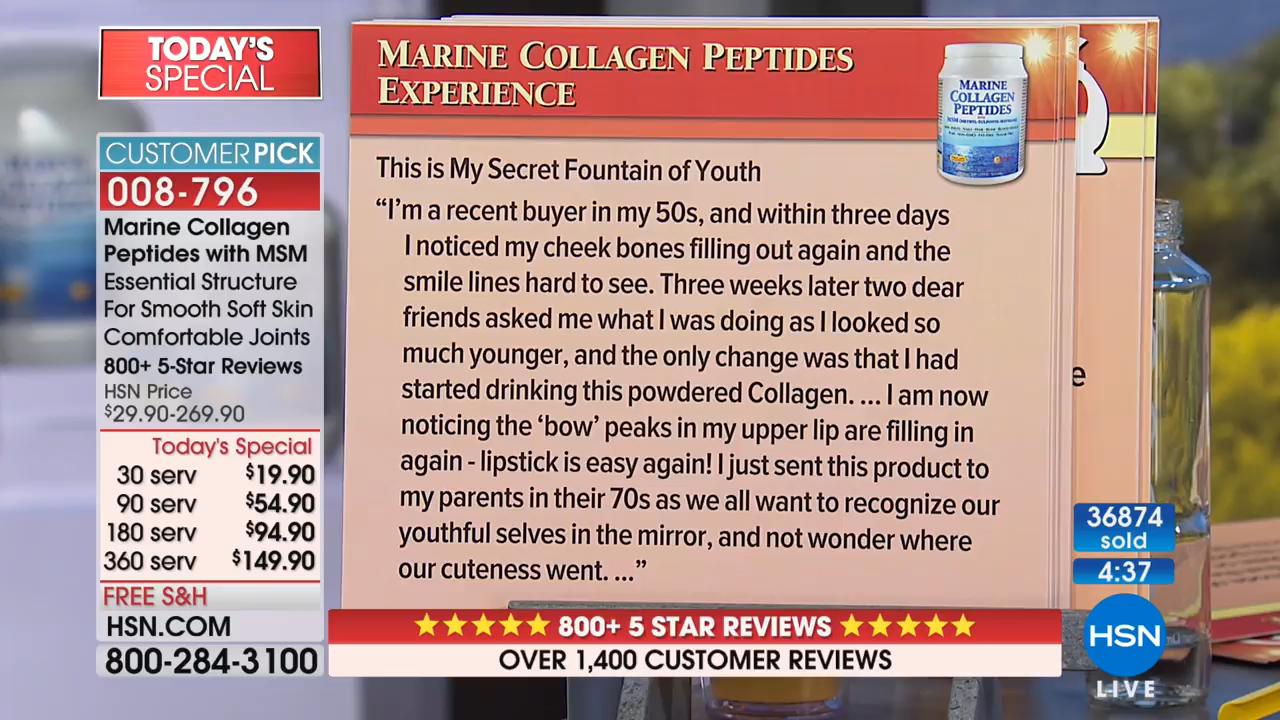 TODAY'S
SPECIAL
CUSTOMER PICK
008-796
Marine Collagen
Peptides with MSM
Essential Structure
For Smooth Soft Skin
Comfortable Joints
800+ 5-Star Reviews
HSN Price
$29.90-269.90
Today's Special
30 serv $19.90
90 serv $54.90
180 serv $94.90
360 serv $149.90
FREE S&H
HSN.COM
800-284-3100
MARINE COLLAGEN PEPTIDES
EXPERIENCE
MARINE
COLLAGEN
PEPTIDES
This is My Secret Fountain of Youth
“I’m a recent buyer in my 50s, and within three days
I noticed my cheek bones filling out again and the
smile lines hard to see. Three weeks later two dear
friends asked me what I was doing as I looked so
much younger, and the only change was that I had
started drinking this powdered Collagen. ... I am now
noticing the ‘bow’ peaks in my upper lip are filling in
again - lipstick is easy again! I just sent this product to
my parents in their 70s as we all want to recognize our
youthful selves in the mirror, and not wonder where
our cuteness went. ...”
e
36874
sold
4:37
HSN
LIVE
800+ 5 STAR REVIEWS
OVER 1,400 CUSTOMER REVIEWS